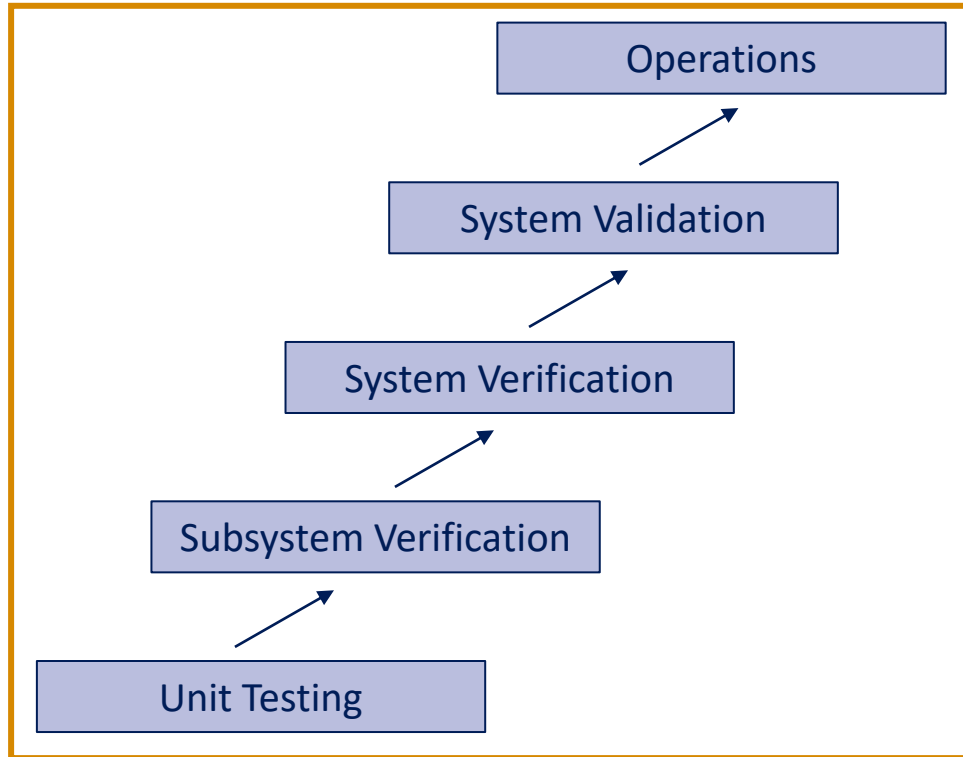 Operations
System Validation
System Verification
Subsystem Verification
Unit Testing